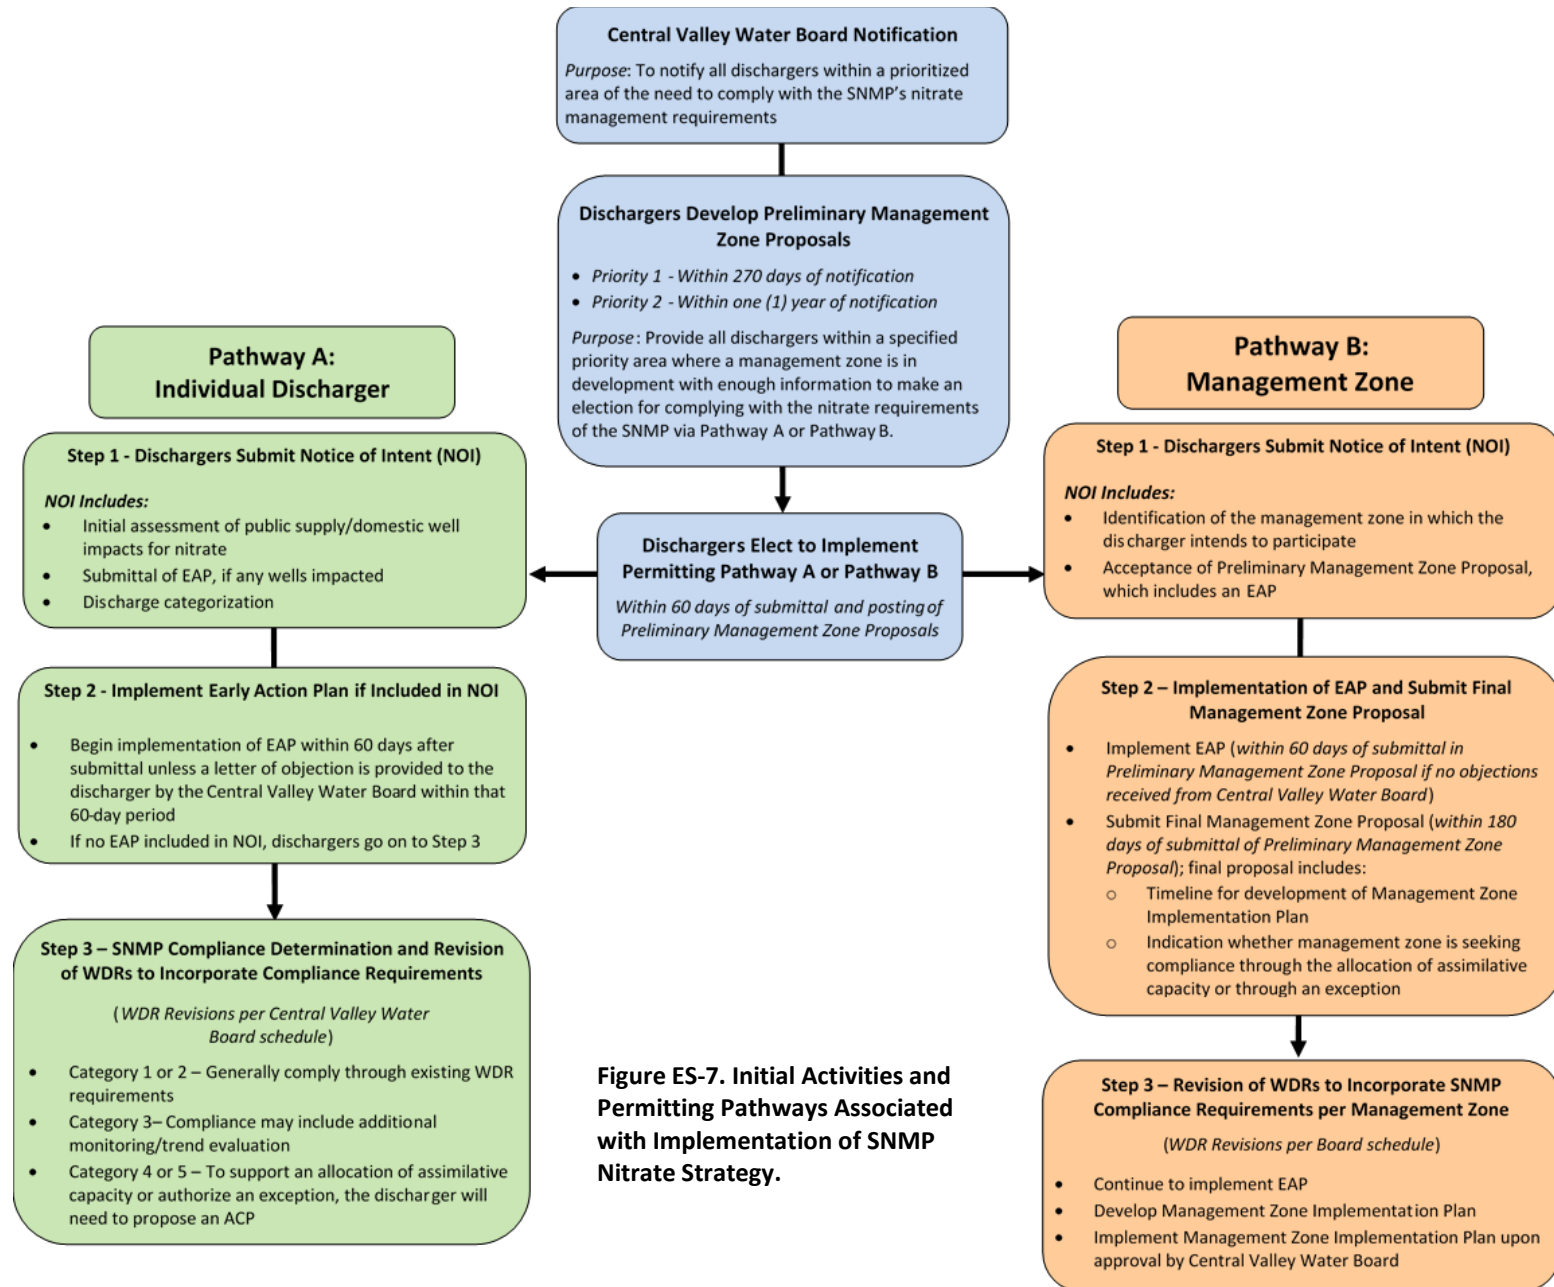 Central Valley Water Board Notification
Purpose: To notify all dischargers within a prioritized
area of the need to comply with the SNMP's nitrate
management requirements
Dischargers Develop Preliminary Management
Zone Proposals
• Priority 1 - Within 270 days of notification
• Priority 2 - Within one (1) year of notification
Purpose: Provide all dischargers within a specified
priority area where a management zone is in
development with enough information to make an
election for complying with the nitrate requirements
of the SNMP via Pathway A or Pathway B.
Dischargers Elect to Implement
Permitting Pathway A or Pathway B
Within 60 days of submittal and posting of
Preliminary Management Zone Proposals
Pathway A:
Individual Discharger
Step 1 - Dischargers Submit Notice of Intent (NOI)
NOI Includes:
• Initial assessment of public supply/domestic well
impacts for nitrate
• Submittal of EAP, if any wells impacted
• Discharge categorization
Step 2 - Implement Early Action Plan if Included in NOI
• Begin implementation of EAP within 60 days after
submittal unless a letter of objection is provided to the
discharger by the Central Valley Water Board within that
60-day period
• If no EAP included in NOI, dischargers go on to Step 3
Step 3 – SNMP Compliance Determination and Revision
of WDRs to Incorporate Compliance Requirements
(WDR Revisions per Central Valley Water
Board schedule)
• Category 1 or 2 – Generally comply through existing WDR
requirements
• Category 3– Compliance may include additional
monitoring/trend evaluation
• Category 4 or 5 – To support an allocation of assimilative
capacity or authorize an exception, the discharger will
need to propose an ACP
Pathway B:
Management Zone
Step 1 - Dischargers Submit Notice of Intent (NOI)
NOI Includes:
• Identification of the management zone in which the
discharger intends to participate
• Acceptance of Preliminary Management Zone Proposal,
which includes an EAP
Step 2 – Implementation of EAP and Submit Final
Management Zone Proposal
• Implement EAP (within 60 days of submittal in
Preliminary Management Zone Proposal if no objections
received from Central Valley Water Board)
• Submit Final Management Zone Proposal (within 180
days of submittal of Preliminary Management Zone
Proposal); final proposal includes:
o Timeline for development of Management Zone
Implementation Plan
o Indication whether management zone is seeking
compliance through the allocation of assimilative
capacity or through an exception
Step 3 – Revision of WDRs to Incorporate SNMP
Compliance Requirements per Management Zone
(WDR Revisions per Board schedule)
• Continue to implement EAP
• Develop Management Zone Implementation Plan
• Implement Management Zone Implementation Plan upon
approval by Central Valley Water Board
Figure ES-7. Initial Activities and
Permitting Pathways Associated
with Implementation of SNMP
Nitrate Strategy.